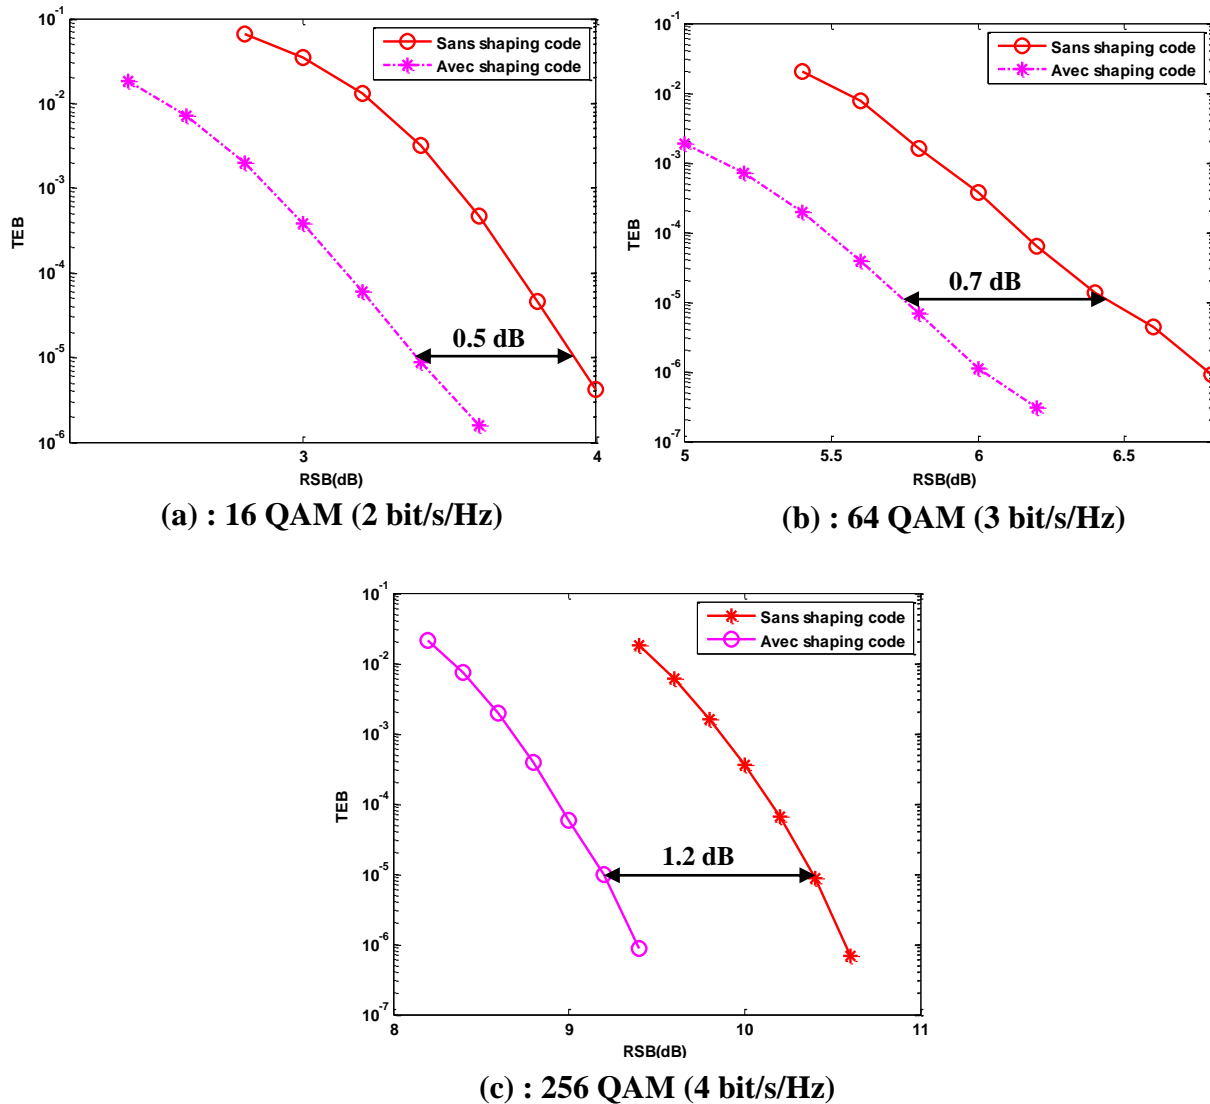 10^-1
10^-2
10^-3
10^-4
10^-5
10^-6
TEB
Sans shaping code
Avec shaping code
0.5 dB
3 4
RSB(dB)
(a) : 16 QAM (2 bit/s/Hz)
10^-1
10^-2
10^-3
10^-4
10^-5
10^-6
10^-7
TEB
Sans shaping code
Avec shaping code
0.7 dB
5 5.5 6 6.5
RSB(dB)
(b) : 64 QAM (3 bit/s/Hz)
10^-1
10^-2
10^-3
10^-4
10^-5
10^-6
10^-7
TEB
Sans shaping code
Avec shaping code
1.2 dB
8 9 10 11
RSB(dB)
(c) : 256 QAM (4 bit/s/Hz)